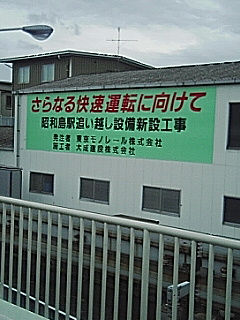 さらなる快速運転に向けて
昭和島駅追い越し設備新設工事
発注者 東京モノレール株式会社
施工者 大成建設株式会社